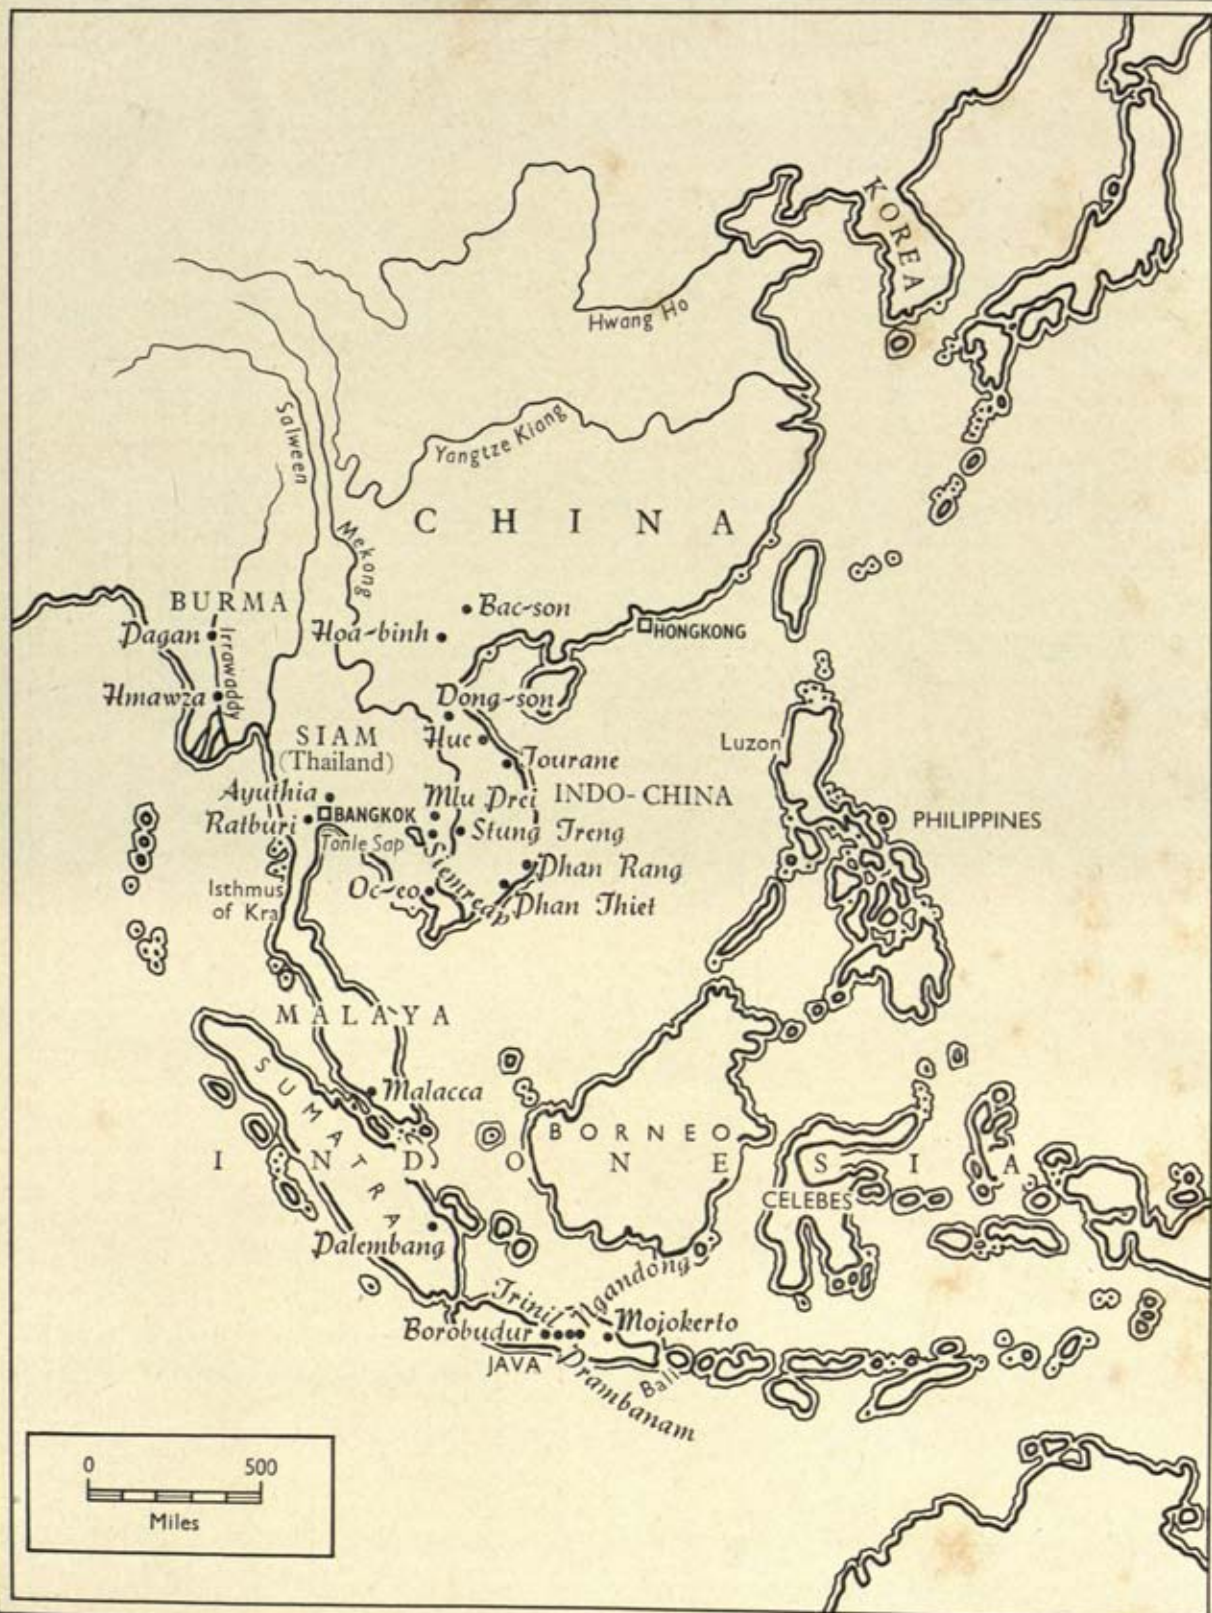 KOREA
Hwang Ho
Salween
Yangtze Kiang
CHINA
Mekong
BURMA
Bac-son
Pagan
Irrawaddy
Hoa-binh
HONGKONG
Hmawza
Dong-son
SIAM
(Thailand)
Hue
Luzon
Tourane
Ayuthia
Mlu Prei
INDO-CHINA
Ratburi
BANGKOK
PHILIPPINES
Tonle Sap
Stung Treng
Siemreap
Isthmus
of Kra
Oc-eo
Phan Rang
Phan Thiet
MALAYA
SUMATRA
Malacca
BORNEO
INDONESIA
CELEBES
Palembang
Trinil
Ngandong
Borobudur
Mojokerto
JAVA
Prambanam
Bali
0 500
Miles